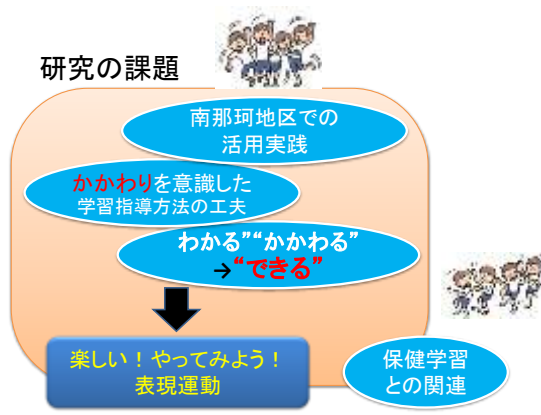 研究の課題
南那珂地区での
活用実践
かかわりを意識した
学習指導方法の工夫
わかる”“かかわる”
→“できる”
楽しい！やってみよう！
表現運動
保健学習
との関連